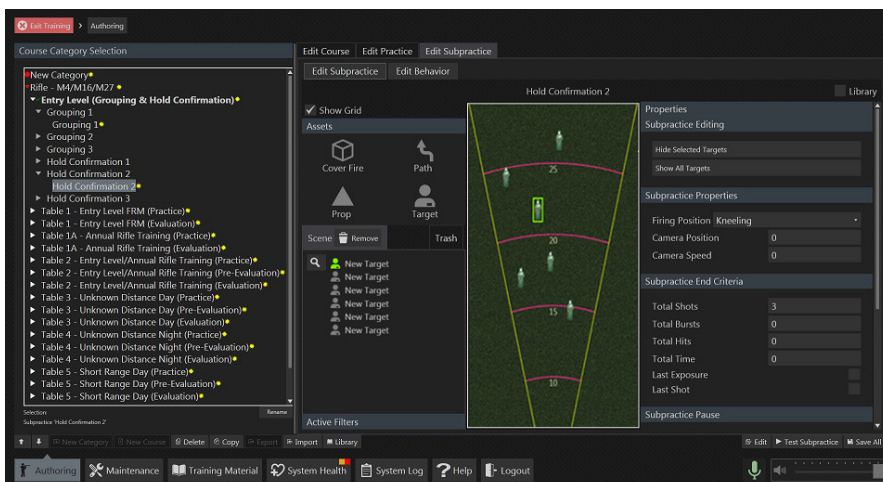 Exit Training > Authoring
Course Category Selection
New Category
Rifle - M4/M16/M27
Entry Level (Grouping & Hold Confirmation)
Grouping 1
Grouping 1
Grouping 2
Grouping 3
Hold Confirmation 1
Hold Confirmation 2
Hold Confirmation 2
Hold Confirmation 3
Table 1 - Entry Level FRM (Practice)
Table 1 - Entry Level FRM (Evaluation)
Table 1A - Annual Rifle Training (Practice)
Table 1A - Annual Rifle Training (Evaluation)
Table 2 - Entry Level/Annual Rifle Training (Practice)
Table 2 - Entry Level/Annual Rifle Training (Pre-Evaluation)
Table 2 - Entry Level/Annual Rifle Training (Evaluation)
Table 3 - Unknown Distance Day (Practice)
Table 3 - Unknown Distance Day (Pre-Evaluation)
Table 3 - Unknown Distance Day (Evaluation)
Table 4 - Unknown Distance Night (Practice)
Table 4 - Unknown Distance Night (Pre-Evaluation)
Table 4 - Unknown Distance Night (Evaluation)
Table 5 - Short Range Day (Practice)
Table 5 - Short Range Day (Pre-Evaluation)
Table 5 - Short Range Day (Evaluation)
Selection:
Subpractice 'Hold Confirmation 2'
Rename
Edit Course Edit Practice Edit Subpractice
Edit Subpractice Edit Behavior
Hold Confirmation 2
Library
Show Grid
Assets
Cover Fire Path
Prop Target
Scene Remove Trash
New Target
New Target
New Target
New Target
New Target
New Target
Active Filters
25
20
15
10
Properties
Subpractice Editing
Hide Selected Targets
Show All Targets
Subpractice Properties
Firing Position Kneeling
Camera Position 0
Camera Speed 0
Subpractice End Criteria
Total Shots 3
Total Bursts 0
Total Hits 0
Total Time 0
Last Exposure
Last Shot
Subpractice Pause
New Category New Course Delete Copy Export Import Library Edit Test Subpractice Save All
Authoring Maintenance Training Material System Health System Log Help Logout